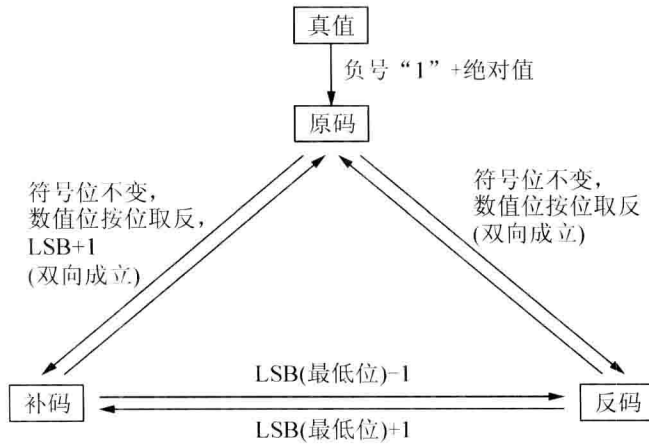 真值
负号“1”+绝对值
原码
符号位不变，
数值位按位取反，
LSB+1
(双向成立)
符号位不变，
数值位按位取反
(双向成立)
补码
LSB(最低位)−1
LSB(最低位)+1
反码